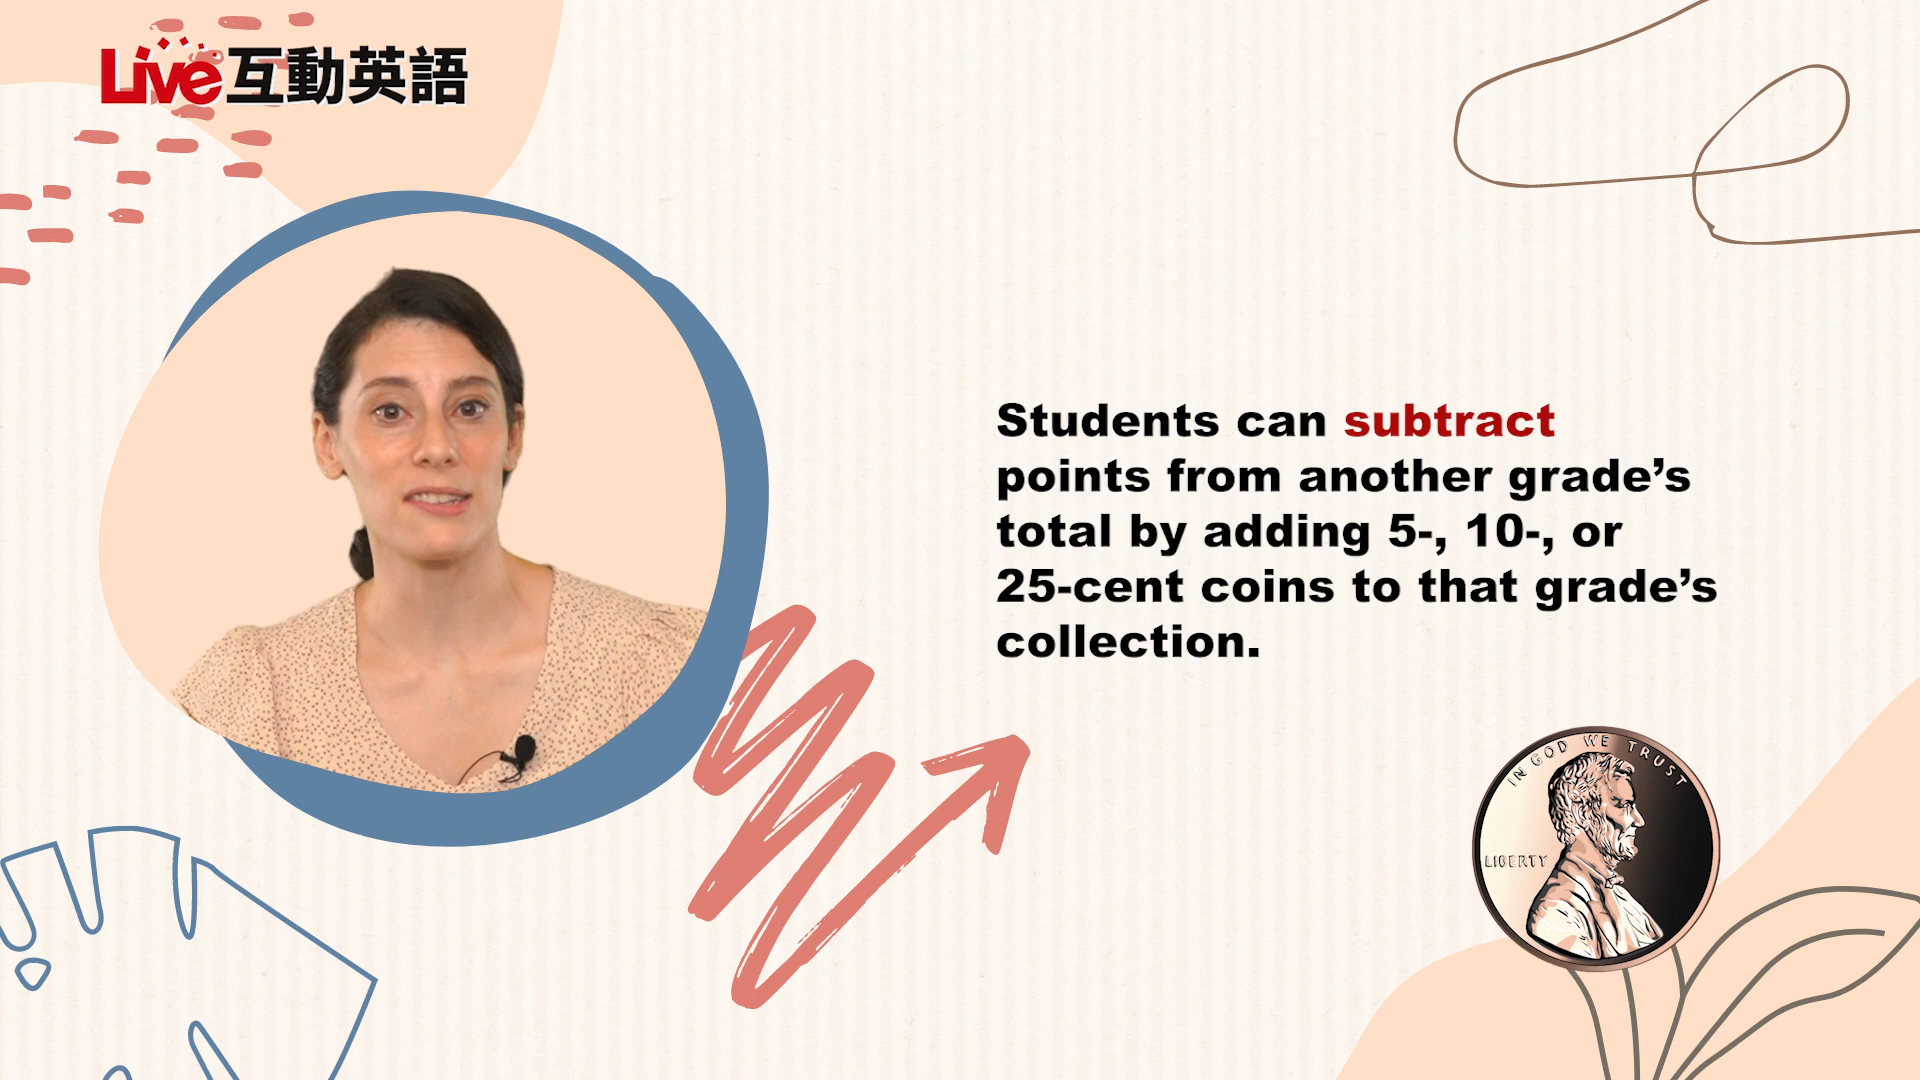 Live互動英語
Students can subtract
points from another grade’s
total by adding 5-, 10-, or
25-cent coins to that grade’s
collection.
IN GOD WE TRUST
LIBERTY